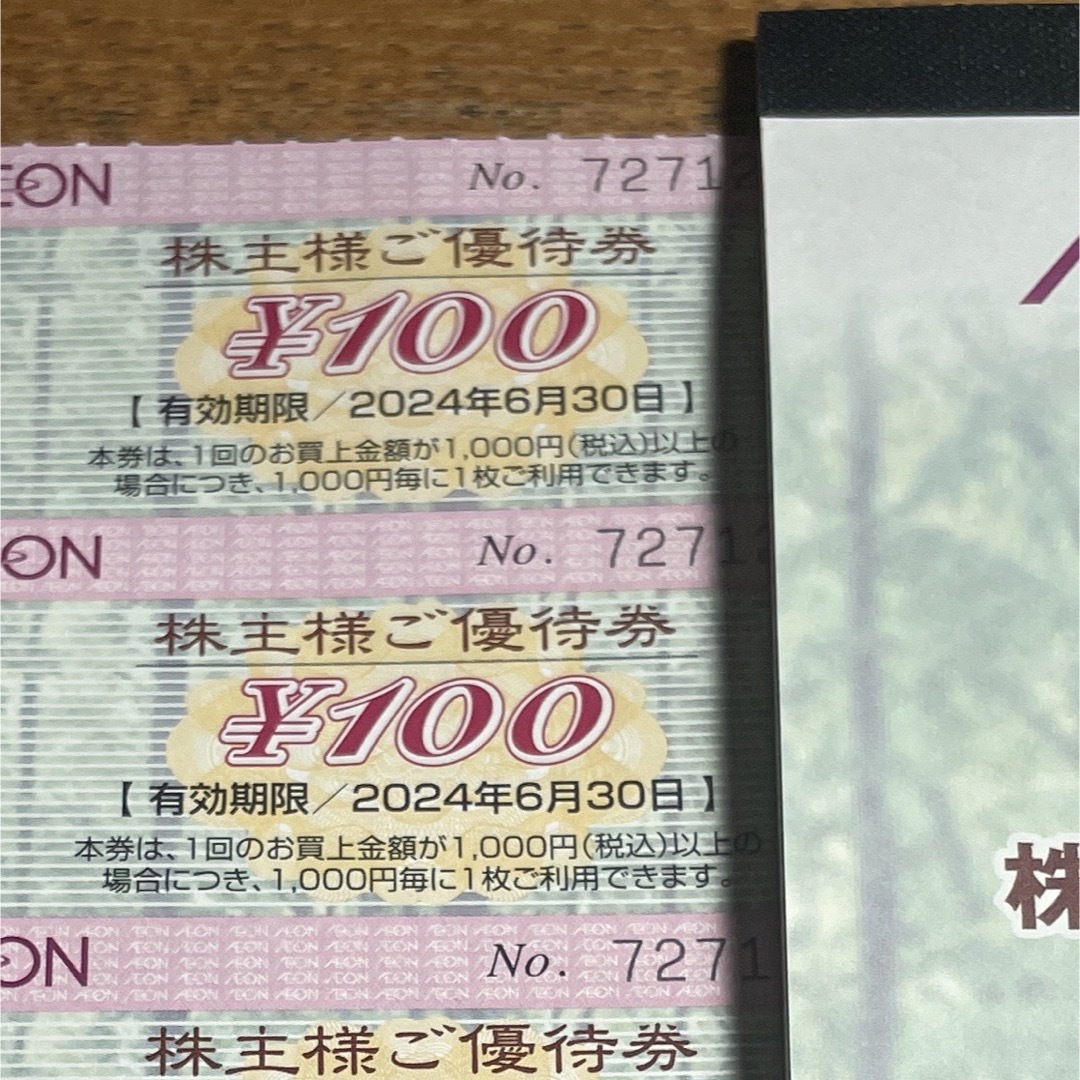 ÆON No. 72712
株主様ご優待券
¥100
【 有効期限／2024年6月30日 】
本券は、1回のお買上金額が1,000円（税込）以上の
場合につき、1,000円毎に1枚ご利用できます。
ÆON No. 72712
株主様ご優待券
¥100
【 有効期限／2024年6月30日 】
本券は、1回のお買上金額が1,000円（税込）以上の
場合につき、1,000円毎に1枚ご利用できます。
ÆON No. 7271
株主様ご優待券
株